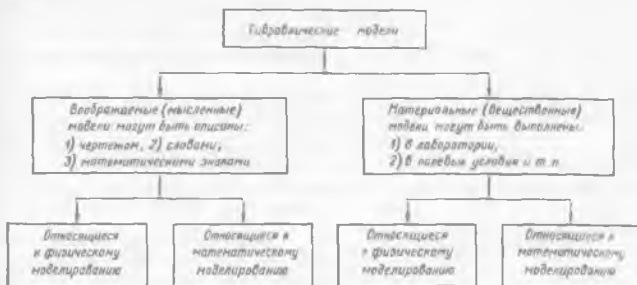 Гидравлические модели
Воображаемые (мысленные)
модели могут быть описаны:
1) чертежом, 2) словами,
3) математическими знаками
Материальные (вещественные)
модели могут быть выполнены:
1) в лаборатории,
2) в полевых условия и т.п.
Относящиеся
к физическому
моделированию
Относящиеся к
математическому
моделированию
Относящиеся
к физическому
моделированию
Относящиеся к
математическому
моделированию